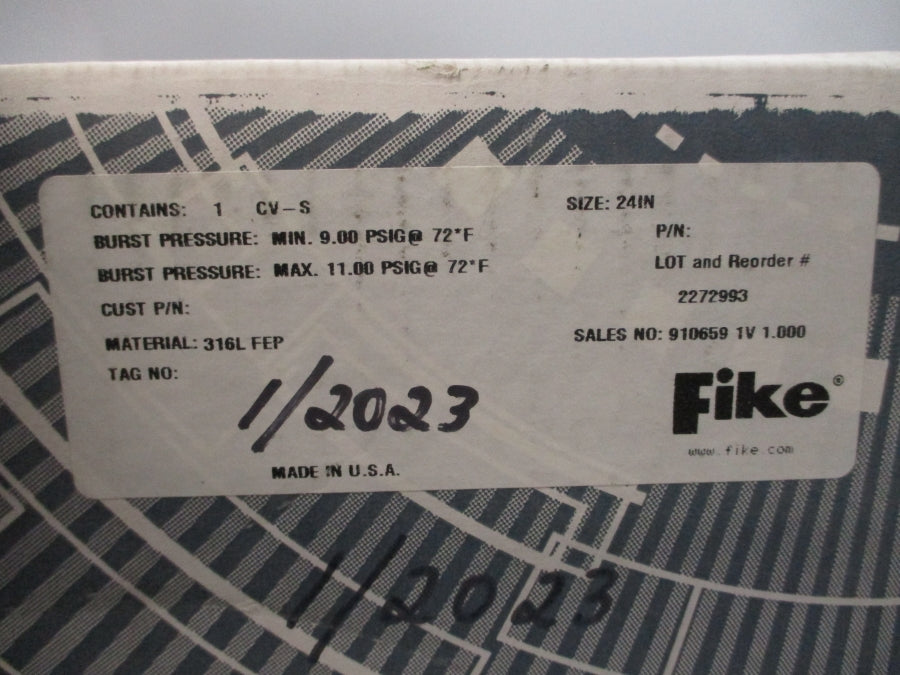 CONTAINS: 1 CV-S
SIZE: 24IN
BURST PRESSURE: MIN. 9.00 PSIG@ 72*F
P/N:
BURST PRESSURE: MAX. 11.00 PSIG@ 72*F
LOT and Reorder #
CUST P/N:
2272993
MATERIAL: 316L FEP
SALES NO: 910659 1V 1.000
TAG NO:
1/2023
Fike®
www.fike.com
MADE IN U.S.A.
1/2023